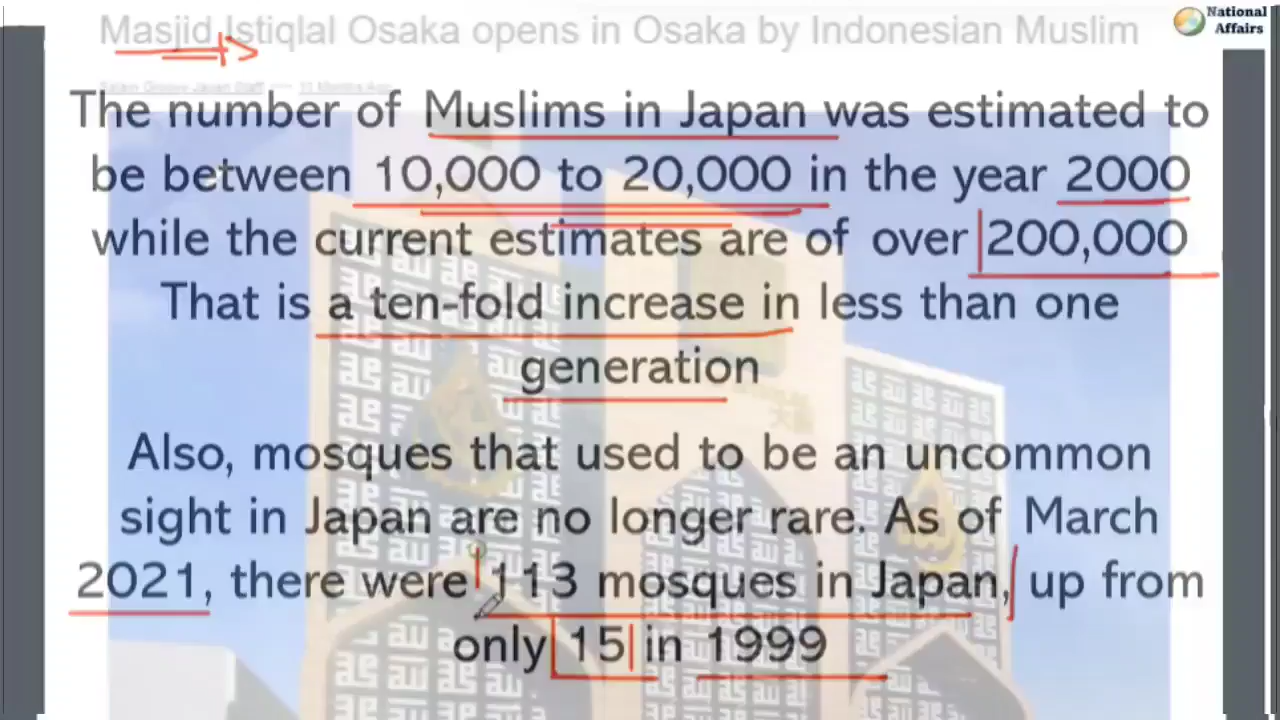 Masjid Istiqlal Osaka opens in Osaka by Indonesian Muslim
National
Affairs
The number of Muslims in Japan was estimated to
be between 10,000 to 20,000 in the year 2000
while the current estimates are of over 200,000
That is a ten-fold increase in less than one
generation
Also, mosques that used to be an uncommon
sight in Japan are no longer rare. As of March
2021, there were 113 mosques in Japan, up from
only 15 in 1999